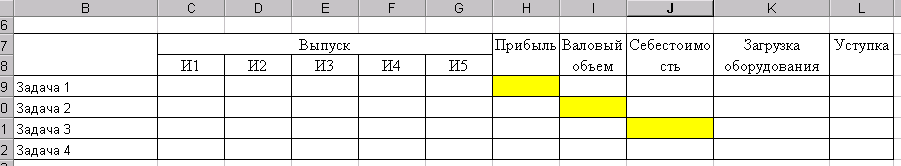 B C D E F G H I J K L
6
7 Выпуск Прибыль Валовый Себестоимо Загрузка Уступка
8 И1 И2 И3 И4 И5 объем сть оборудования
9 Задача 1
0 Задача 2
1 Задача 3
2 Задача 4